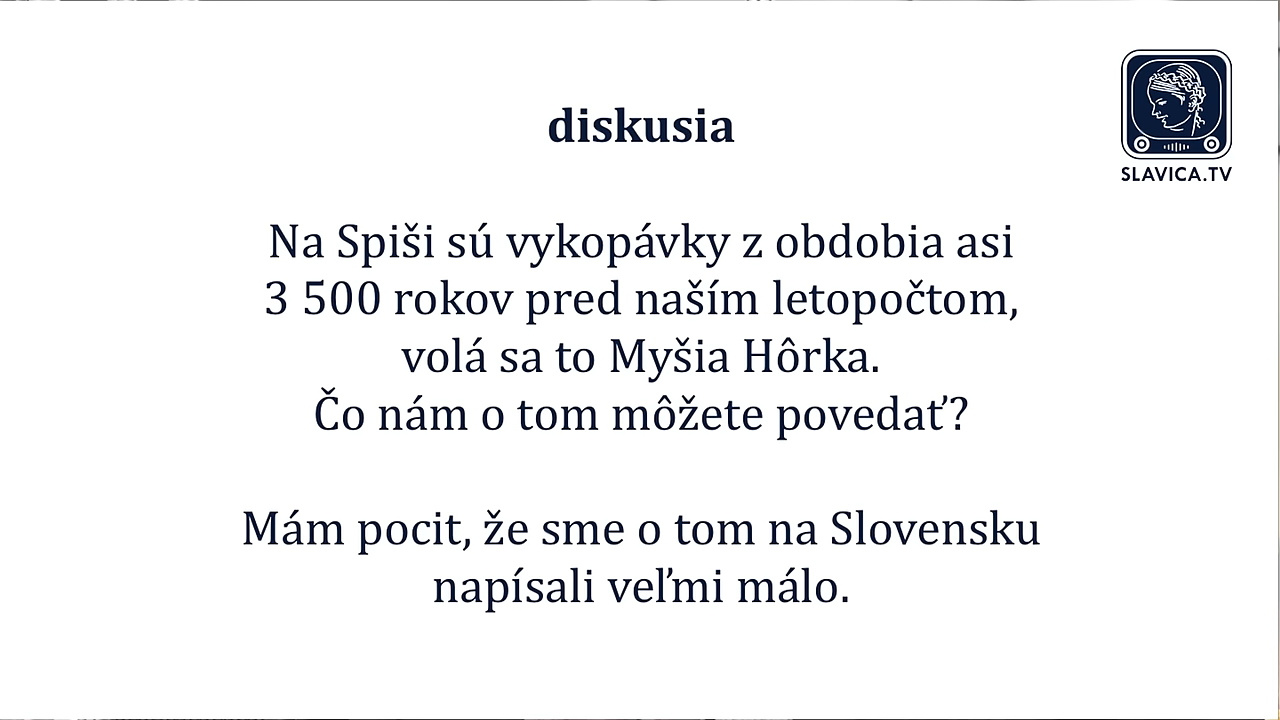 diskusia
SLAVICA.TV
Na Spiši sú vykopávky z obdobia asi
3 500 rokov pred naším letopočtom,
volá sa to Myšia Hôrka.
Čo nám o tom môžete povedať?
Mám pocit, že sme o tom na Slovensku
napísali veľmi málo.